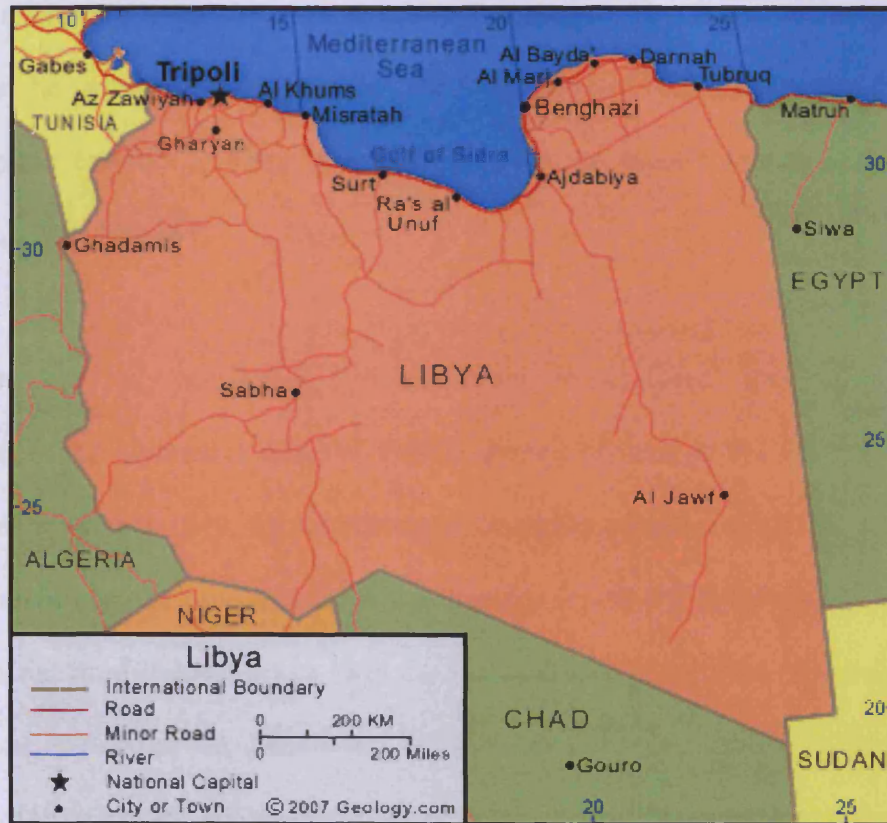 10
15
20
25
Mediterranean
Sea
Gabes
Tripoli
Al Bayda'
Darnah
Al Marj
Tubruq
Az Zawiyah
Al Khums
Misratah
Benghazi
Matruh
TUNISIA
Gharyan
Gulf of Sidra
30
Surt
Ajdabiya
Ra's al
Unuf
Siwa
30
Ghadamis
EGYPT
LIBYA
Sabha
25
Al Jawf
25
ALGERIA
NIGER
Libya
International Boundary
Road
Minor Road
River
National Capital
City or Town
0 200 KM
0 200 Miles
© 2007 Geology.com
CHAD
20
Gouro
SUDAN
20
25